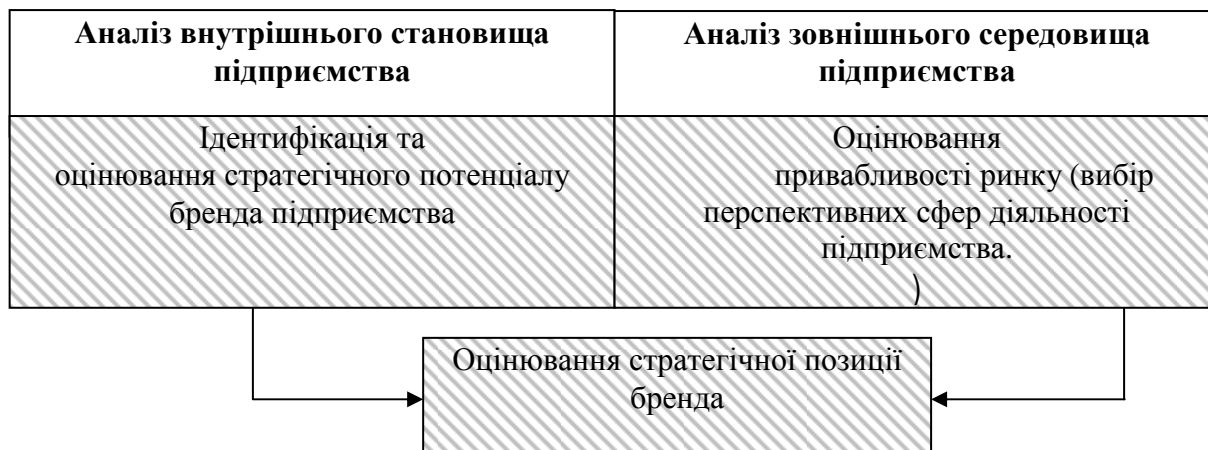 Аналіз внутрішнього становища
підприємства
Аналіз зовнішнього середовища
підприємства
Ідентифікація та
оцінювання стратегічного потенціалу
бренда підприємства
Оцінювання
привабливості ринку (вибір
перспективних сфер діяльності
підприємства.
)
Оцінювання стратегічної позиції
бренда